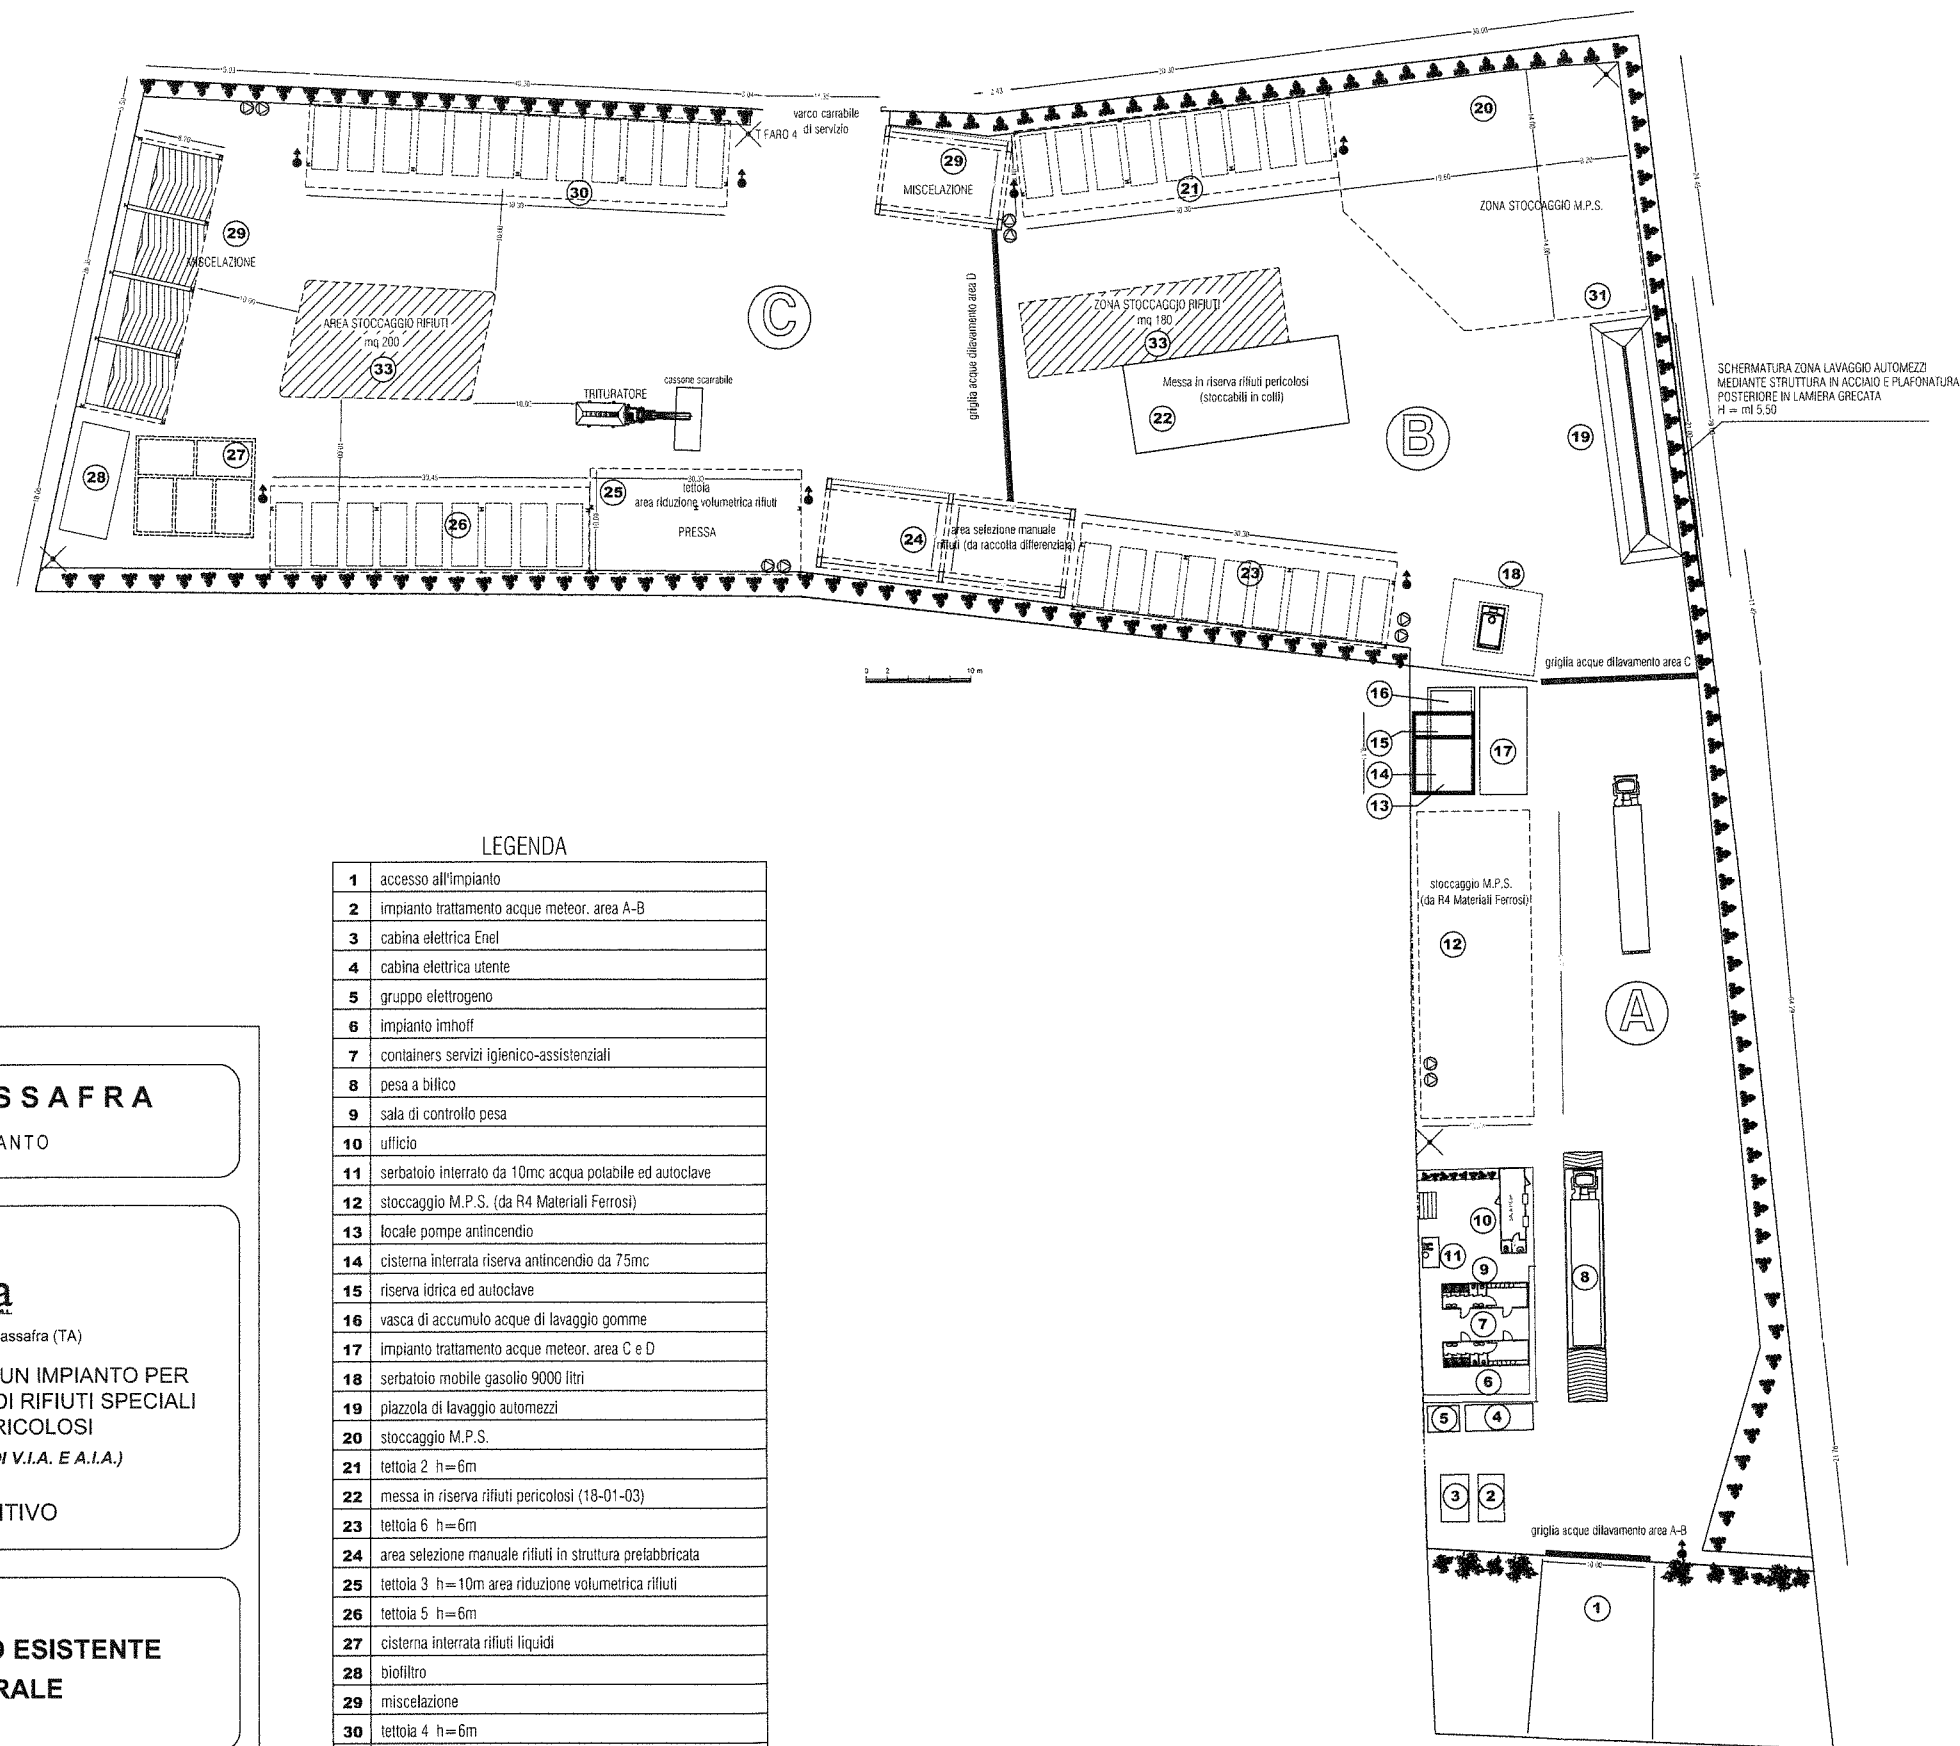 varco carrabile
di servizio
T FARO 4
29
MISCELAZIONE
30
21
20
ZONA STOCCAGGIO M.P.S.
31
29
MISCELAZIONE
AREA STOCCAGGIO RIFIUTI
mq 200
33
C
griglia acque dilavamento area D
ZONA STOCCAGGIO RIFIUTI
mq 180
33
Messa in riserva rifiuti pericolosi
(stoccabili in colli)
22
B
19
SCHERMATURA ZONA LAVAGGIO AUTOMEZZI
MEDIANTE STRUTTURA IN ACCIAIO E PLAFONATURA
POSTERIORE IN LAMIERA GRECATA
H = ml 5,50
TRITURATORE
cassone scarrabile
28
27
26
25
tettoia
area riduzione volumetrica rifiuti
PRESSA
24
area selezione manuale
rifiuti (da raccolta differenziata)
23
18
griglia acque dilavamento area C
0 2 10 m
16
15
14
13
17
stoccaggio M.P.S.
(da R4 Materiali Ferrosi)
12
A
10
11
9
8
7
6
5
4
3
2
griglia acque dilavamento area A-B
10.00
1
LEGENDA
1 accesso all'impianto
2 impianto trattamento acque meteor. area A-B
3 cabina elettrica Enel
4 cabina elettrica utente
5 gruppo elettrogeno
6 impianto imhoff
7 containers servizi igienico-assistenziali
8 pesa a bilico
9 sala di controllo pesa
10 ufficio
11 serbatoio interrato da 10mc acqua potabile ed autoclave
12 stoccaggio M.P.S. (da R4 Materiali Ferrosi)
13 locale pompe antincendio
14 cisterna interrata riserva antincendio da 75mc
15 riserva idrica ed autoclave
16 vasca di accumulo acque di lavaggio gomme
17 impianto trattamento acque meteor. area C e D
18 serbatoio mobile gasolio 9000 litri
19 piazzola di lavaggio automezzi
20 stoccaggio M.P.S.
21 tettoia 2 h=6m
22 messa in riserva rifiuti pericolosi (18-01-03)
23 tettoia 6 h=6m
24 area selezione manuale rifiuti in struttura prefabbricata
25 tettoia 3 h=10m area riduzione volumetrica rifiuti
26 tettoia 5 h=6m
27 cisterna interrata rifiuti liquidi
28 biofiltro
29 miscelazione
30 tettoia 4 h=6m
SSAFRA
ANTO
a
assafra (TA)
UN IMPIANTO PER
DI RIFIUTI SPECIALI
RICOLOSI
DI V.I.A. E A.I.A.)
ITIVO
O ESISTENTE
RALE